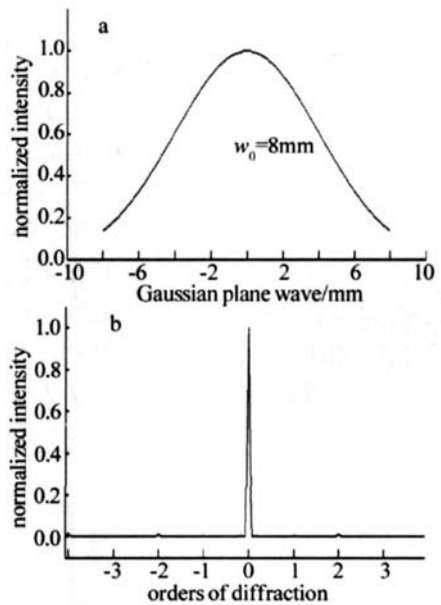 a
normalized intensity
1.0
0.8
0.6
0.4
0.2
0.0
w₀=8mm
-10 -6 -2 2 6 10
Gaussian plane wave/mm
b
normalized intensity
1.0
0.8
0.6
0.4
0.2
0.0
-3 -2 -1 0 1 2 3
orders of diffraction